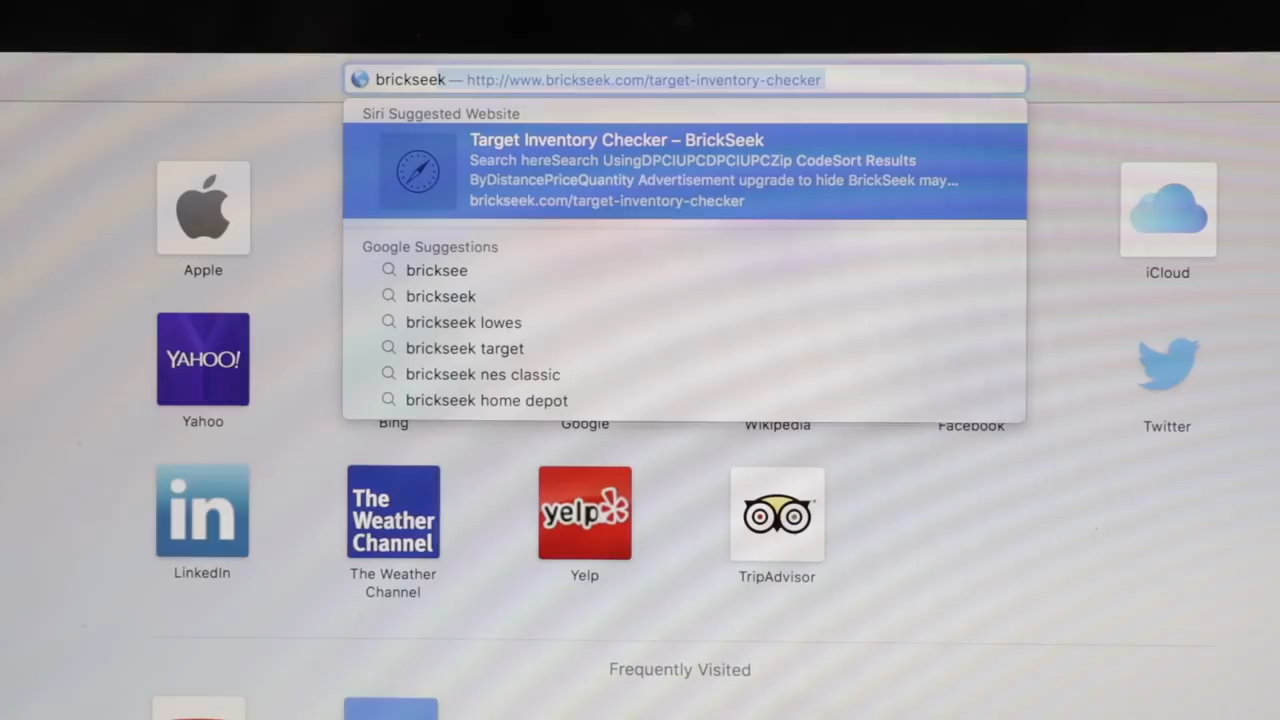 brickseek — http://www.brickseek.com/target-inventory-checker
Siri Suggested Website
Target Inventory Checker – BrickSeek
Search hereSearch UsingDPCIUPCDPCIUPCZip CodeSort Results
ByDistancePriceQuantity Advertisement upgrade to hide BrickSeek may...
brickseek.com/target-inventory-checker
Google Suggestions
bricksee
brickseek
brickseek lowes
brickseek target
brickseek nes classic
brickseek home depot
Apple
iCloud
YAHOO!
Yahoo
Bing
Google
Wikipedia
Facebook
Twitter
in
LinkedIn
The
Weather
Channel
The Weather
Channel
yelp
Yelp
TripAdvisor
Frequently Visited